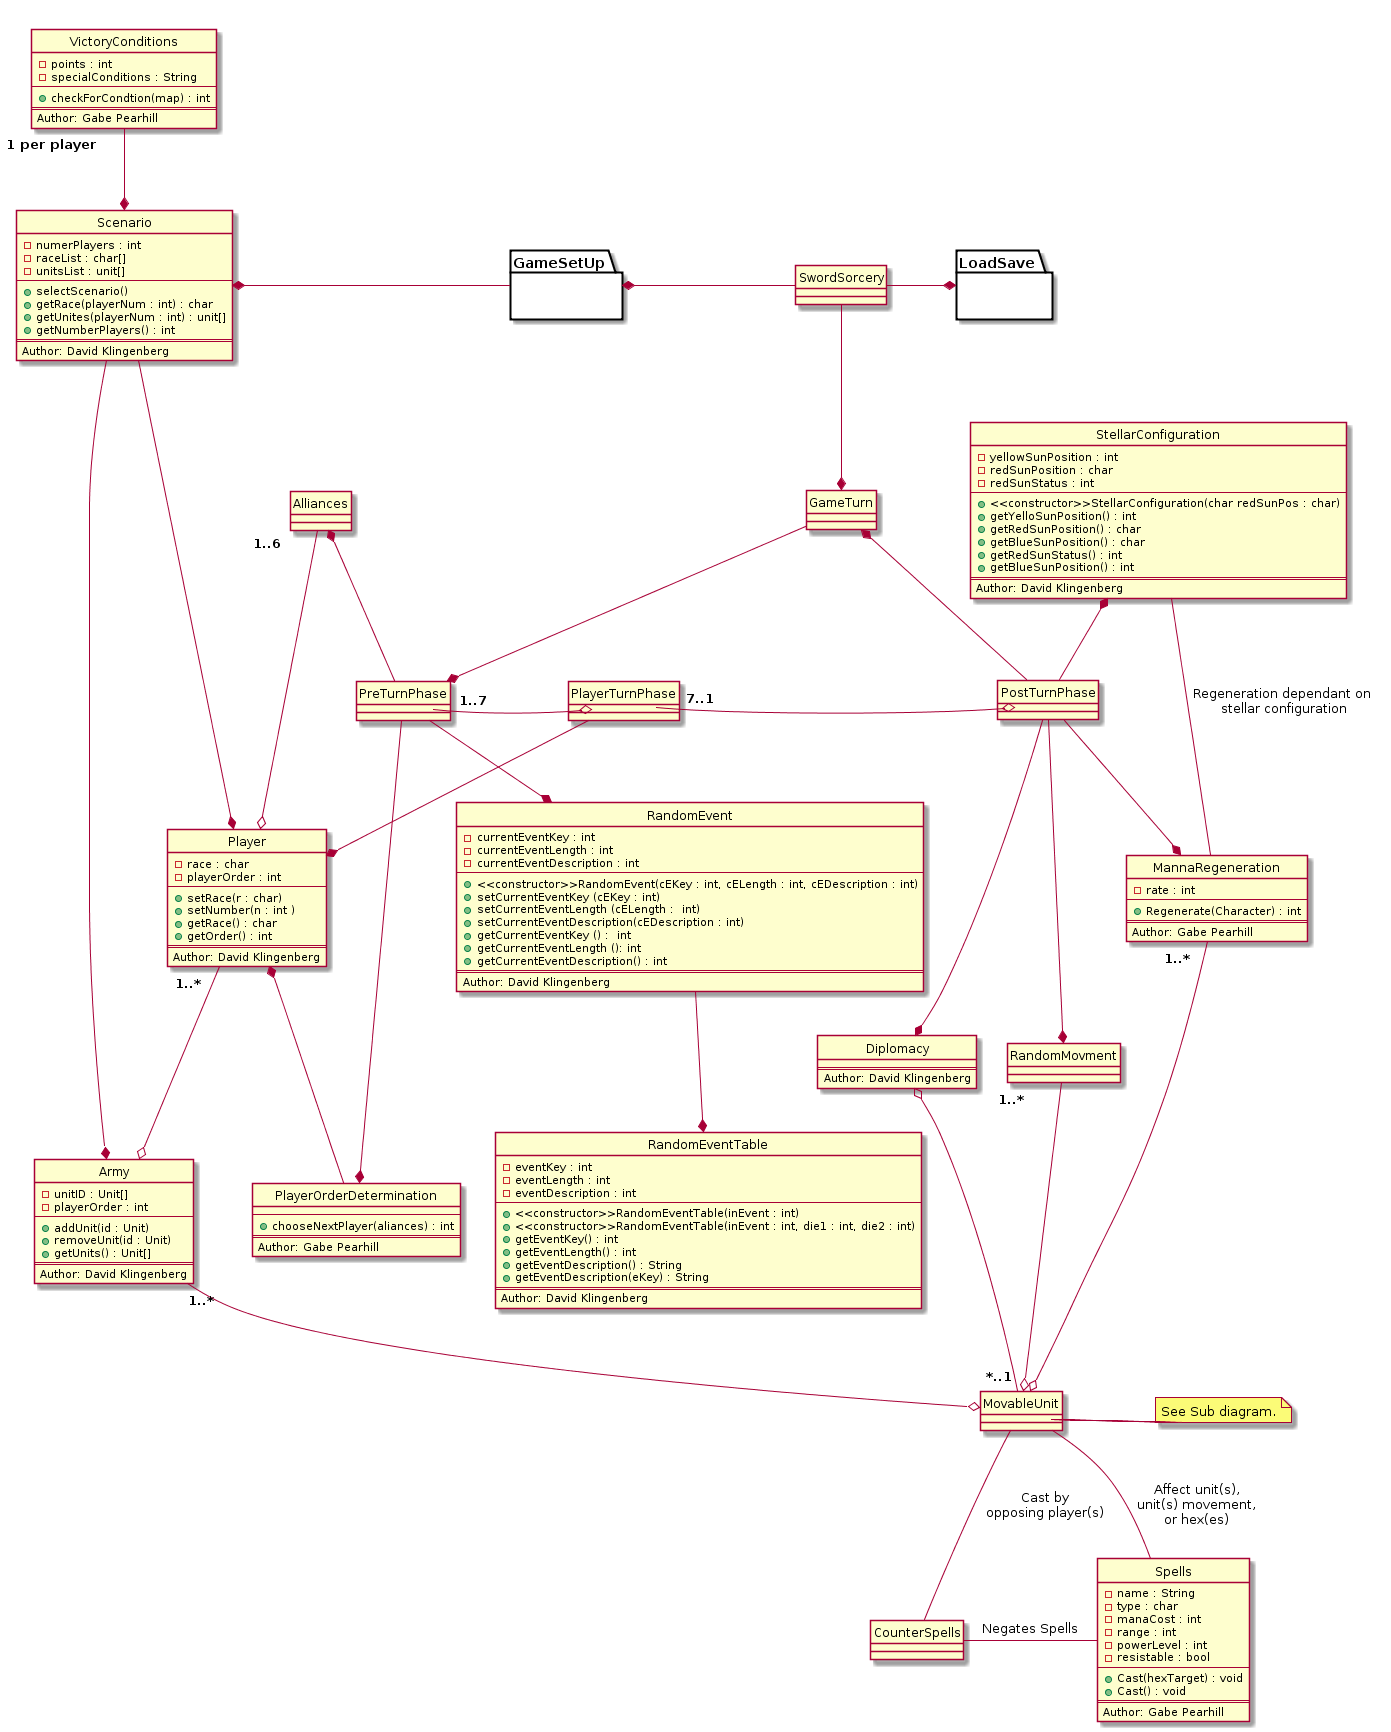 VictoryConditions
points : int
specialConditions : String
checkForCondtion(map) : int
Author: Gabe Pearhill
1 per player
Scenario
numerPlayers : int
raceList : char[]
unitsList : unit[]
selectScenario()
getRace(playerNum : int) : char
getUnites(playerNum : int) : unit[]
getNumberPlayers() : int
Author: David Klingenberg
GameSetUp
SwordSorcery
LoadSave
StellarConfiguration
yellowSunPosition : int
redSunPosition : char
redSunStatus : int
<<constructor>>StellarConfiguration(char redSunPos : char)
getYelloSunPosition() : int
getRedSunPosition() : char
getBlueSunPosition() : char
getRedSunStatus() : int
getBlueSunPosition() : int
Author: David Klingenberg
Alliances
1..6
GameTurn
PreTurnPhase
1..7
PlayerTurnPhase
7..1
PostTurnPhase
Regeneration dependant on
stellar configuration
Player
race : char
playerOrder : int
setRace(r : char)
setNumber(n : int )
getRace() : char
getOrder() : int
Author: David Klingenberg
1..*
RandomEvent
currentEventKey : int
currentEventLength : int
currentEventDescription : int
<<constructor>>RandomEvent(cEKey : int, cELength : int, cEDescription : int)
setCurrentEventKey (cEKey : int)
setCurrentEventLength (cELength :  int)
setCurrentEventDescription(cEDescription : int)
getCurrentEventKey () :  int
getCurrentEventLength (): int
getCurrentEventDescription() : int
Author: David Klingenberg
MannaRegeneration
rate : int
Regenerate(Character) : int
Author: Gabe Pearhill
1..*
Diplomacy
Author: David Klingenberg
RandomMovment
1..*
Army
unitID : Unit[]
playerOrder : int
addUnit(id : Unit)
removeUnit(id : Unit)
getUnits() : Unit[]
Author: David Klingenberg
1..*
PlayerOrderDetermination
chooseNextPlayer(aliances) : int
Author: Gabe Pearhill
RandomEventTable
eventKey : int
eventLength : int
eventDescription : int
<<constructor>>RandomEventTable(inEvent : int)
<<constructor>>RandomEventTable(inEvent : int, die1 : int, die2 : int)
getEventKey() : int
getEventLength() : int
getEventDescription() : String
getEventDescription(eKey) : String
Author: David Klingenberg
*..1
MovableUnit
See Sub diagram.
Cast by
opposing player(s)
Affect unit(s),
unit(s) movement,
or hex(es)
CounterSpells
Negates Spells
Spells
name : String
type : char
manaCost : int
range : int
powerLevel : int
resistable : bool
Cast(hexTarget) : void
Cast() : void
Author: Gabe Pearhill